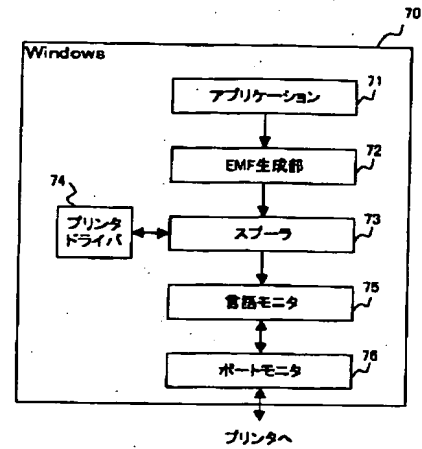 70
Windows
71
アプリケーション
72
EMF生成部
74
プリンタ
ドライバ
73
スプーラ
75
言語モニタ
76
ポートモニタ
プリンタへ